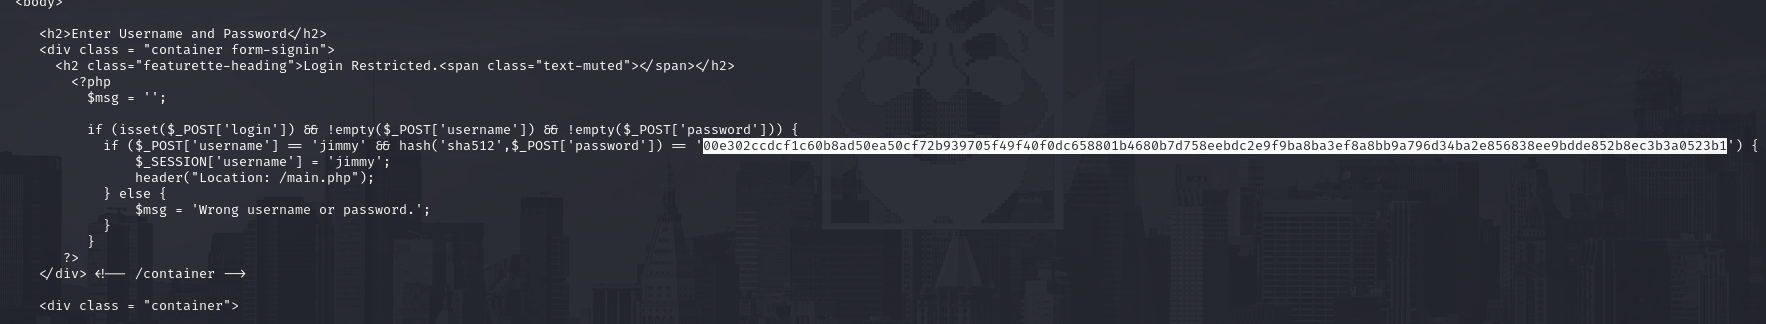 <body>
<h2>Enter Username and Password</h2>
<div class = "container form-signin">
<h2 class="featurette-heading">Login Restricted.<span class="text-muted"></span></h2>
<?php
$msg = '';
if (isset($_POST['login']) && !empty($_POST['username']) && !empty($_POST['password'])) {
if ($_POST['username'] == 'jimmy' && hash('sha512',$_POST['password']) == '00e302ccdcf1c60b8ad50ea50cf72b939705f49f40f0dc658801b4680b7d758eebdc2e9f9ba8ba3ef8a8bb9a796d34ba2e856838ee9bdde852b8ec3b3a0523b1') {
$_SESSION['username'] = 'jimmy';
header("Location: /main.php");
} else {
$msg = 'Wrong username or password.';
}
}
?>
</div> <!-- /container -->
<div class = "container">